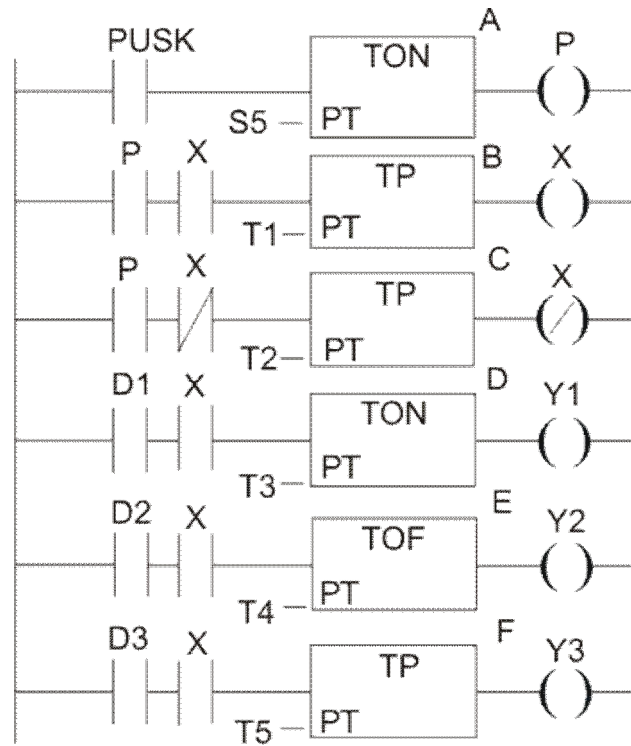 A
PUSK
TON
P
S5
PT
B
P
X
TP
X
T1
PT
C
P
X
TP
X
T2
PT
D
D1
X
TON
Y1
T3
PT
E
D2
X
TOF
Y2
T4
PT
F
D3
X
TP
Y3
T5
PT